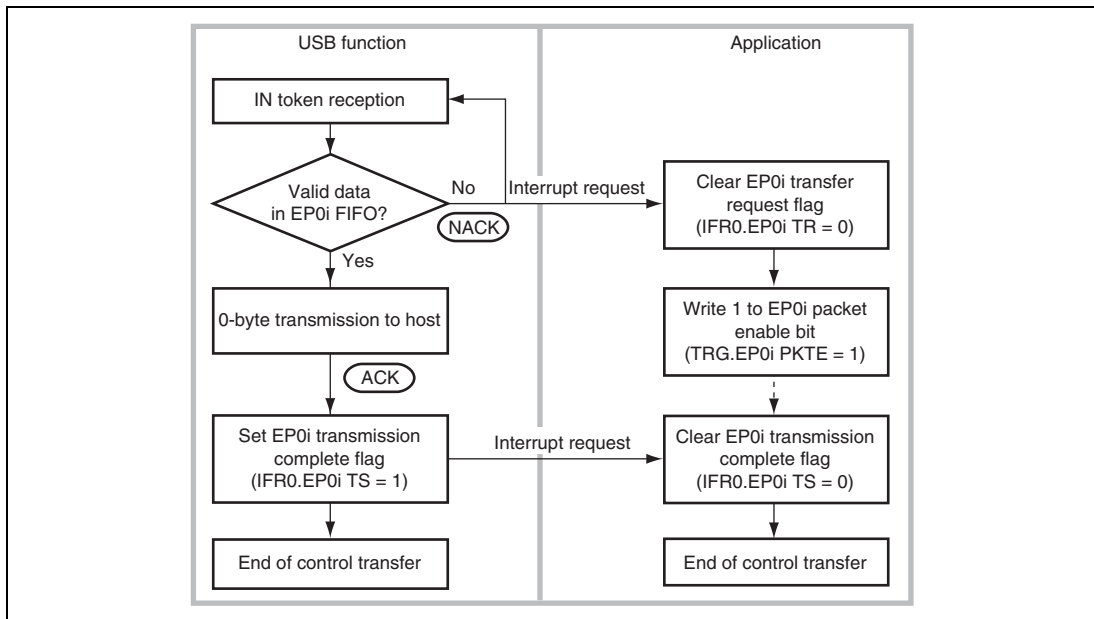 USB function
Application
IN token reception
Valid data
in EP0i FIFO?
No
Interrupt request
NACK
Clear EP0i transfer
request flag
(IFR0.EP0i TR = 0)
Yes
0-byte transmission to host
Write 1 to EP0i packet
enable bit
(TRG.EP0i PKTE = 1)
ACK
Set EP0i transmission
complete flag
(IFR0.EP0i TS = 1)
Interrupt request
Clear EP0i transmission
complete flag
(IFR0.EP0i TS = 0)
End of control transfer
End of control transfer